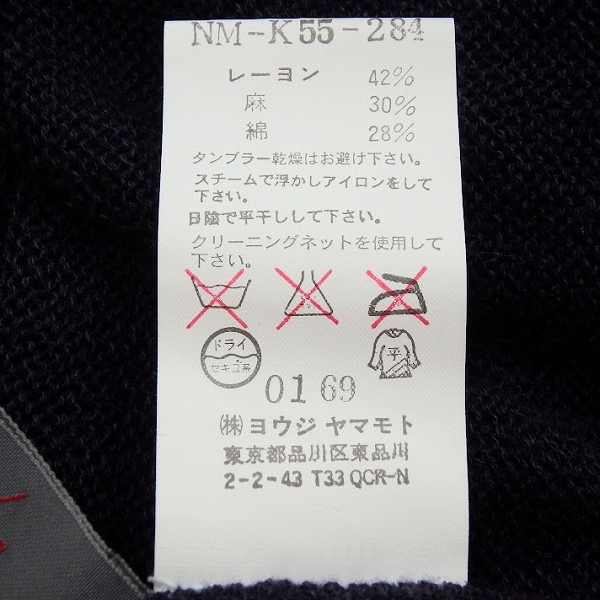 NM-K55-284
レーヨン 42%
麻 30%
綿 28%
タンブラー乾燥はお避け下さい。
スチームで浮かしアイロンをして
下さい。
日陰で平干しして下さい。
クリーニングネットを使用して
下さい。
ドライ
セキユ系
平
0169
㈱ヨウジ ヤマモト
東京都品川区東品川
2-2-43 T33 QCR-N